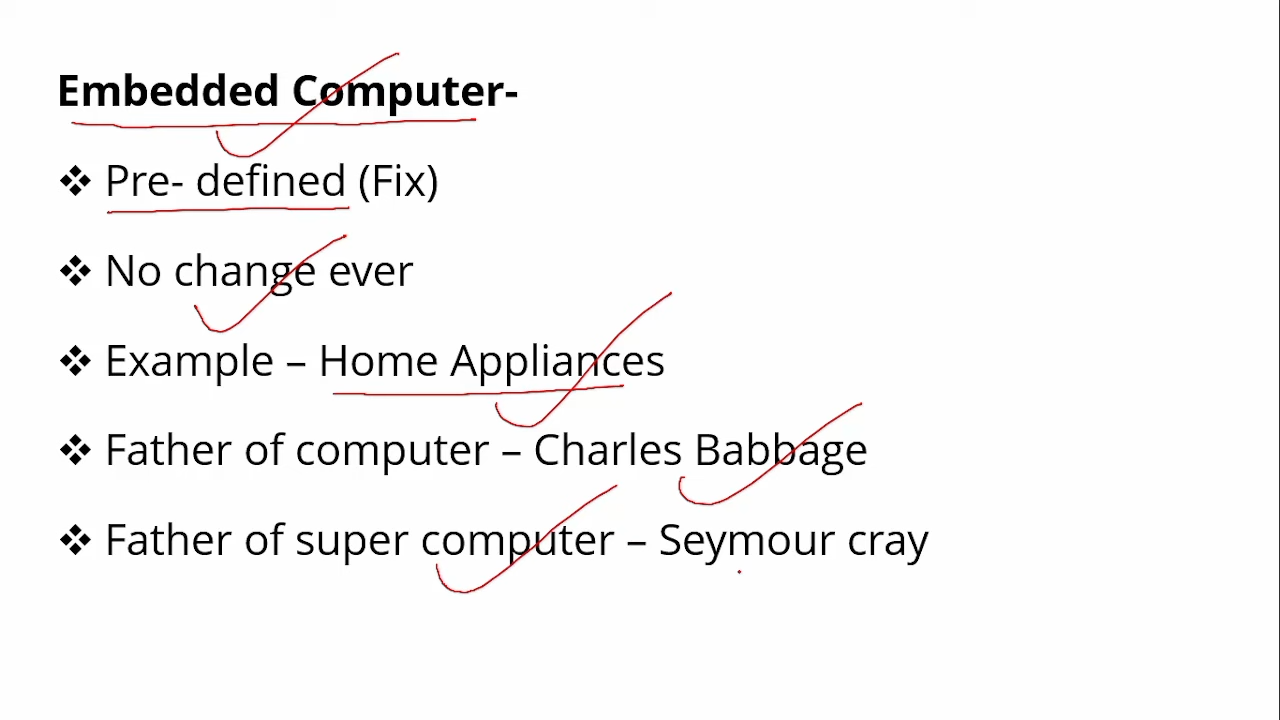 Embedded Computer-
❖ Pre- defined (Fix)
❖ No change ever
❖ Example – Home Appliances
❖ Father of computer – Charles Babbage
❖ Father of super computer – Seymour cray